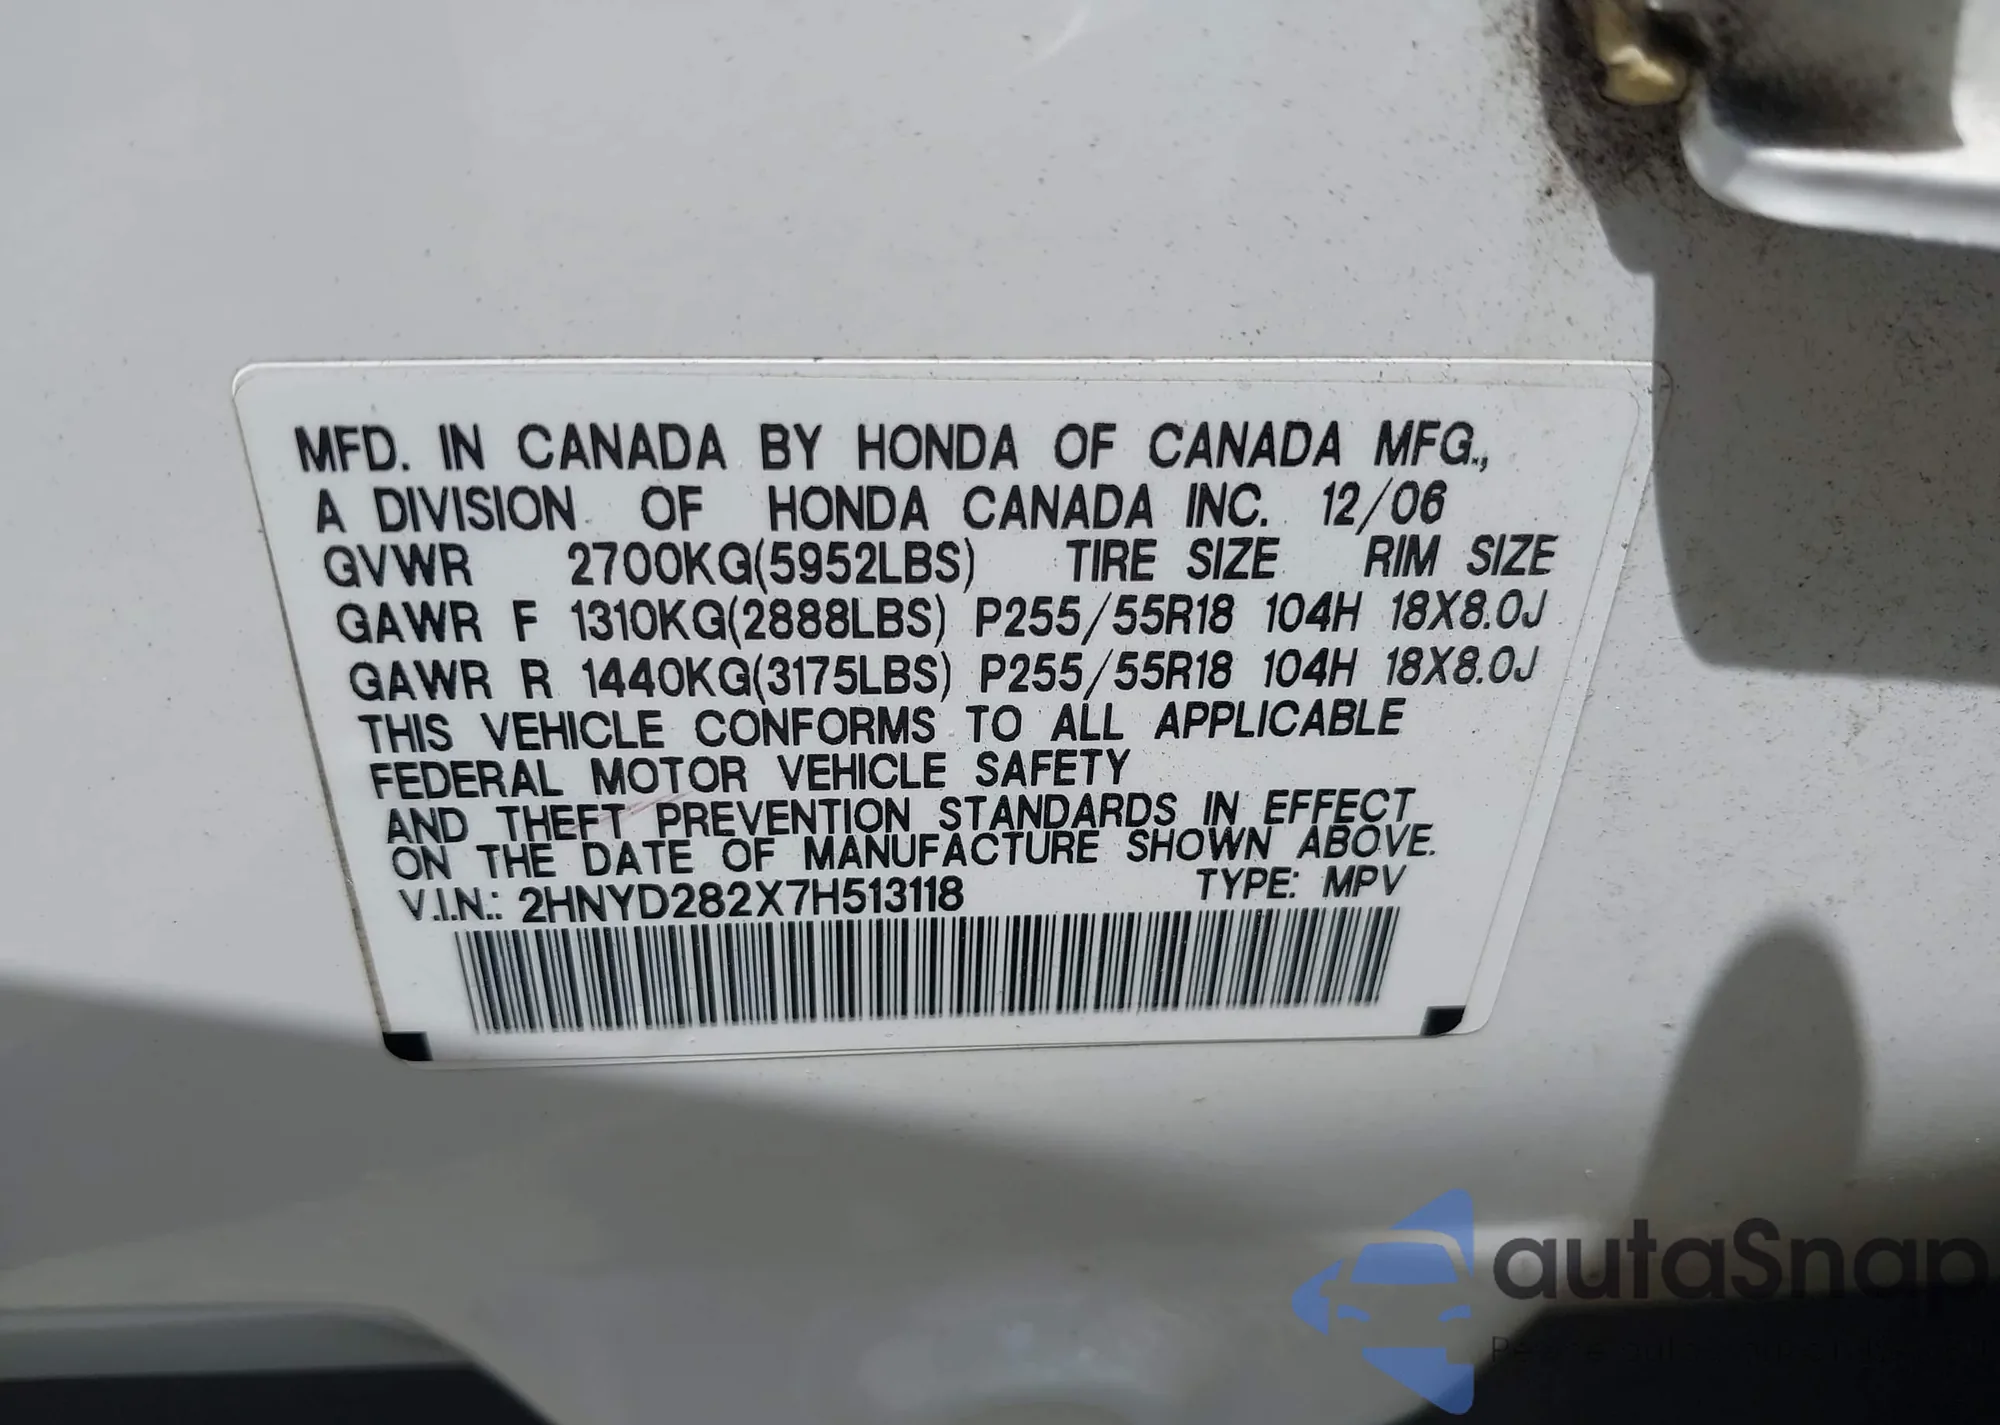 MFD. IN CANADA BY HONDA OF CANADA MFG.,
A DIVISION OF HONDA CANADA INC. 12/06
GVWR 2700KG(5952LBS) TIRE SIZE RIM SIZE
GAWR F 1310KG(2888LBS) P255/55R18 104H 18X8.0J
GAWR R 1440KG(3175LBS) P255/55R18 104H 18X8.0J
THIS VEHICLE CONFORMS TO ALL APPLICABLE
FEDERAL MOTOR VEHICLE SAFETY
AND THEFT PREVENTION STANDARDS IN EFFECT
ON THE DATE OF MANUFACTURE SHOWN ABOVE.
V.I.N.: 2HNYD282X7H513118 TYPE: MPV
autaSnap